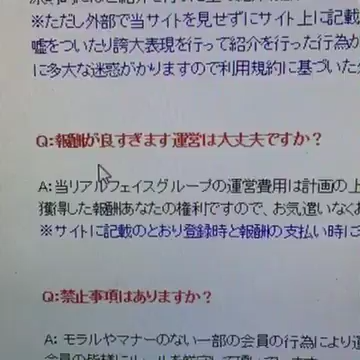 ※ただし外部で当サイトを見せずにサイト上に記載
嘘をついたり誇大表現を行って紹介を行った行為が
に多大な迷惑がかりますので利用規約に基づいた
Q:報酬が良すぎます運営は大丈夫ですか？
A:当リアルフェイスグループの運営費用は計画の上
獲得した報酬あなたの権利ですので、お気遣いなく
※サイトに記載のとおり登録時と報酬の支払い時に
Q:禁止事項はありますか？
A: モラルやマナーのない一部の会員の行為により